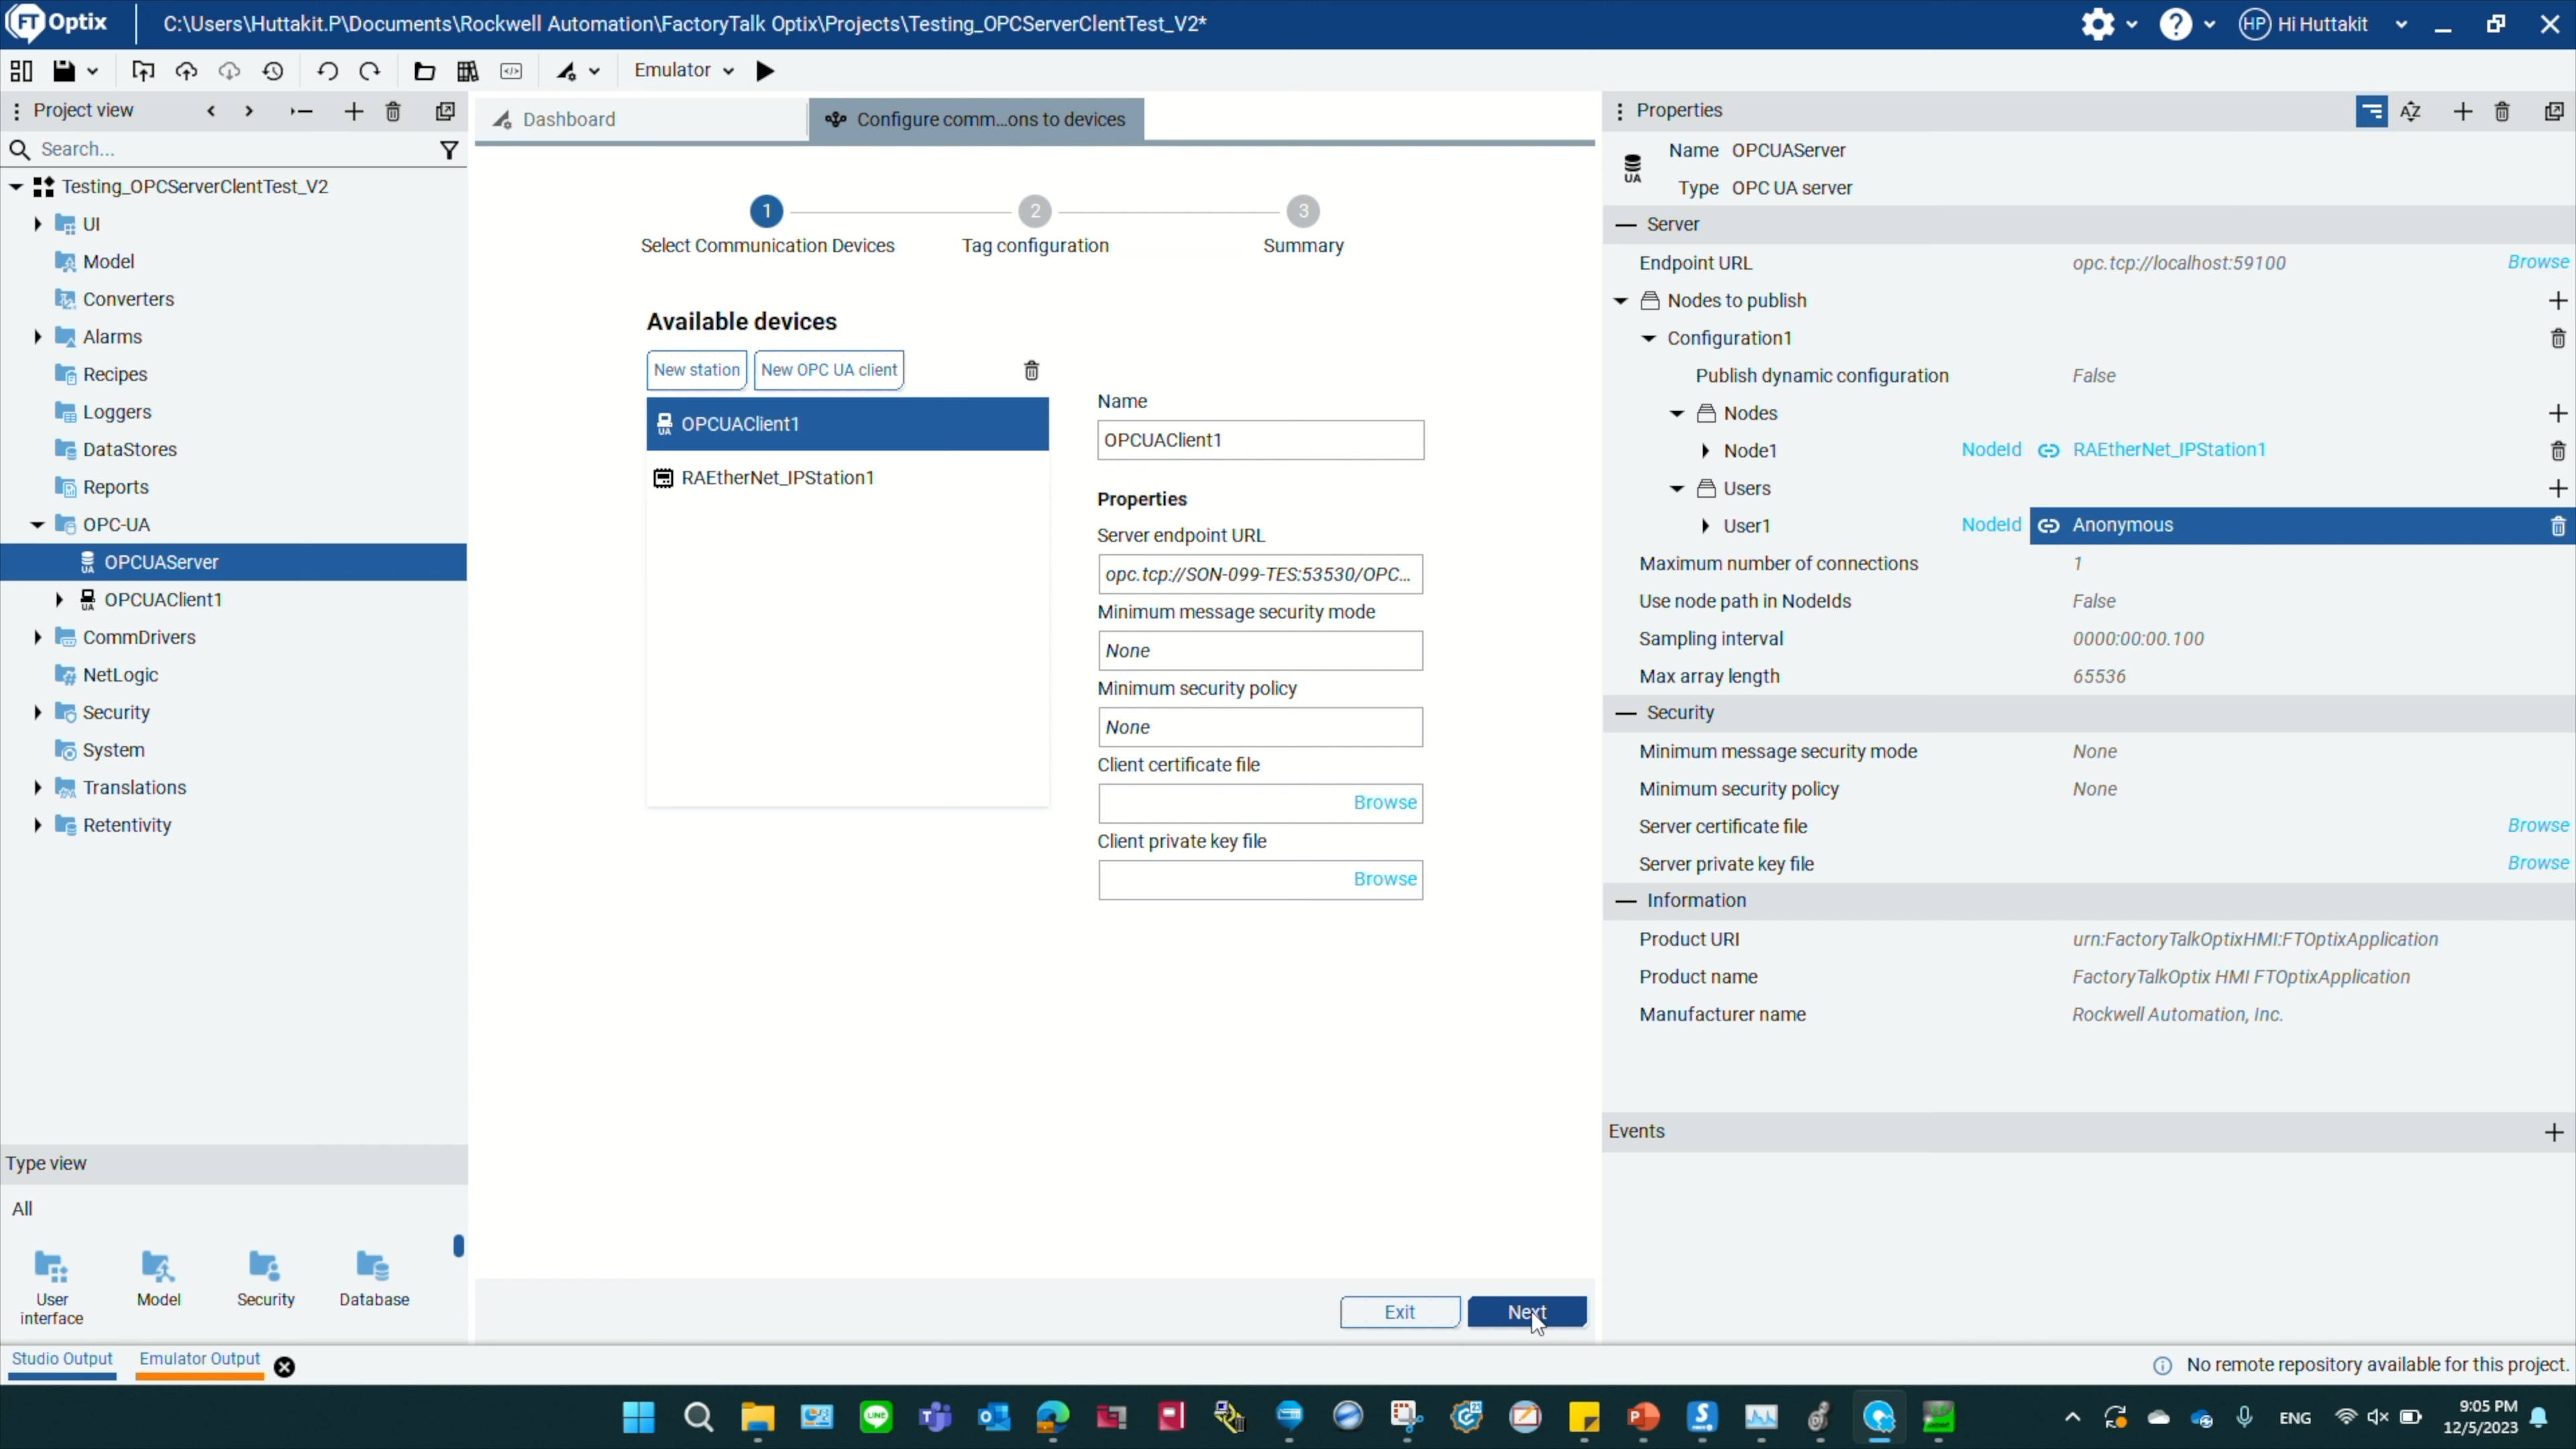 FT Optix
C:\Users\Huttakit.P\Documents\Rockwell Automation\FactoryTalk Optix\Projects\Testing_OPCServerClentTest_V2*
HP Hi Huttakit
Emulator
Project view
Search...
Testing_OPCServerClentTest_V2
UI
Model
Converters
Alarms
Recipes
Loggers
DataStores
Reports
OPC-UA
UA OPCUAServer
UA OPCUAClient1
CommDrivers
NetLogic
Security
System
Translations
Retentivity
Type view
All
User interface
Model
Security
Database
Dashboard
Configure comm...ons to devices
1
2
3
Select Communication Devices
Tag configuration
Summary
Available devices
New station
New OPC UA client
UA OPCUAClient1
RAEtherNet_IPStation1
Name
OPCUAClient1
Properties
Server endpoint URL
opc.tcp://SON-099-TES:53530/OPC...
Minimum message security mode
None
Minimum security policy
None
Client certificate file
Browse
Client private key file
Browse
Exit
Next
Properties
UA
Name OPCUAServer
Type OPC UA server
Server
Endpoint URL opc.tcp://localhost:59100 Browse
Nodes to publish
Configuration1
Publish dynamic configuration False
Nodes
Node1 NodeId RAEtherNet_IPStation1
Users
User1 NodeId Anonymous
Maximum number of connections 1
Use node path in NodeIds False
Sampling interval 0000:00:00.100
Max array length 65536
Security
Minimum message security mode None
Minimum security policy None
Server certificate file Browse
Server private key file Browse
Information
Product URI urn:FactoryTalkOptixHMI:FTOptixApplication
Product name FactoryTalkOptix HMI FTOptixApplication
Manufacturer name Rockwell Automation, Inc.
Events
Studio Output
Emulator Output
No remote repository available for this project.
ENG
9:05 PM
12/5/2023